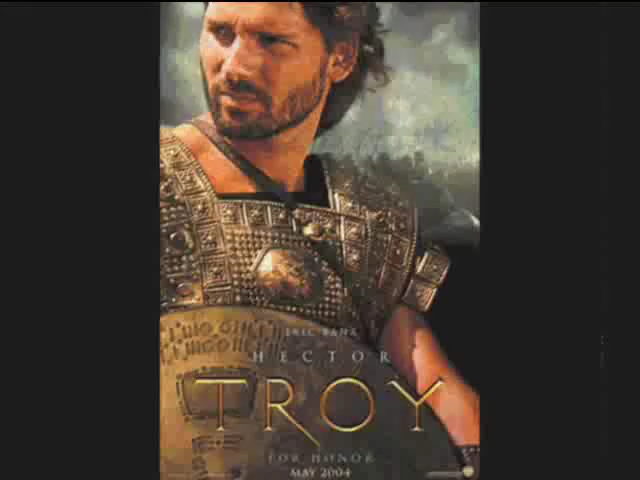 ERIC BANA
HECTOR
TROY
FOR HONOR
MAY 2004